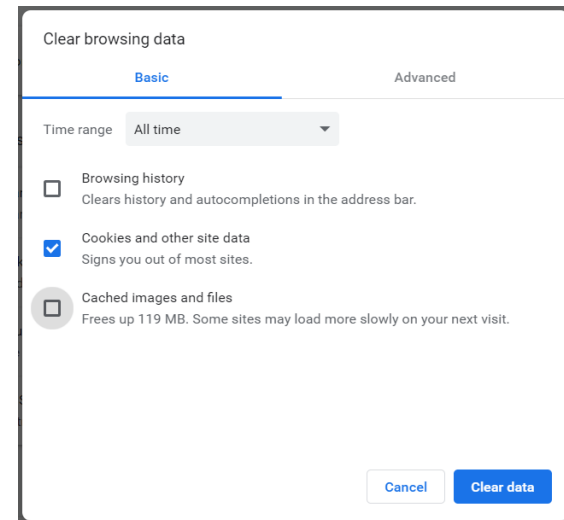 Clear browsing data
Basic Advanced
Time range All time
Browsing history
Clears history and autocompletions in the address bar.
Cookies and other site data
Signs you out of most sites.
Cached images and files
Frees up 119 MB. Some sites may load more slowly on your next visit.
Cancel Clear data